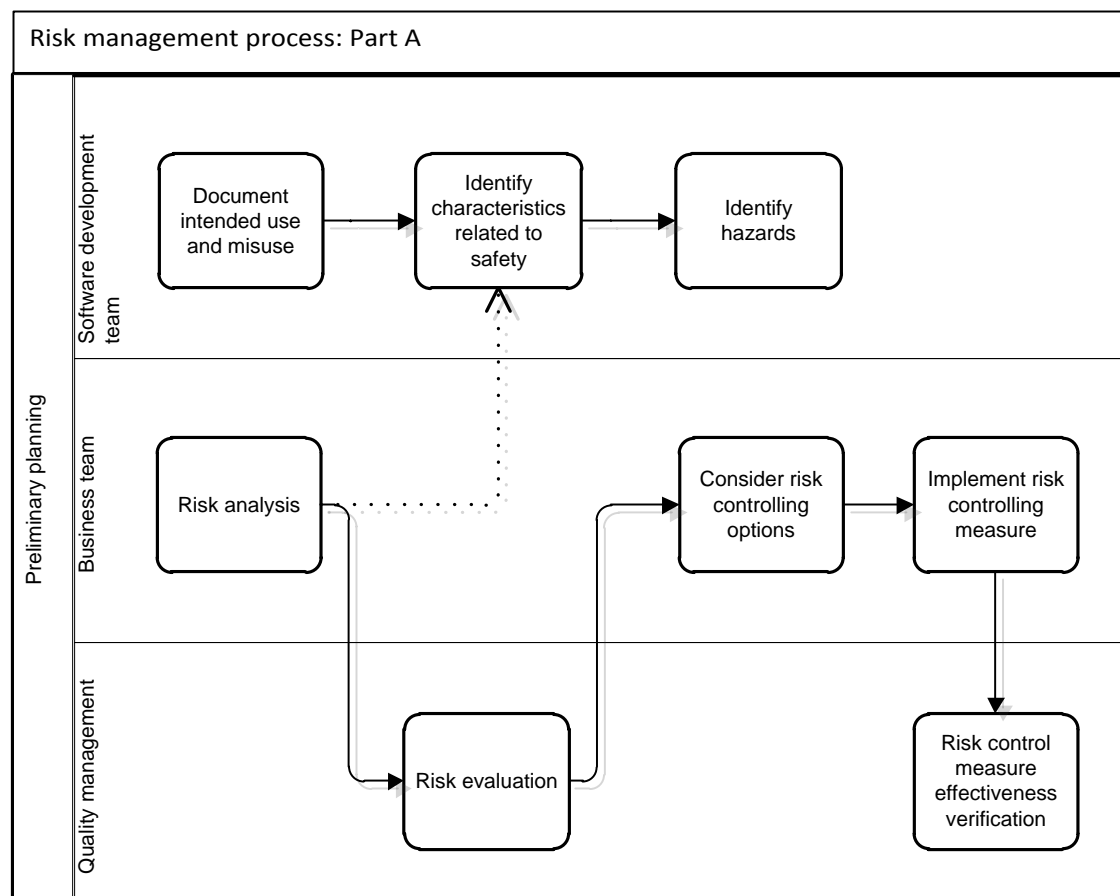 Risk management process: Part A
Preliminary planning
Software development
team
Document
intended use
and misuse
Identify
characteristics
related to
safety
Identify
hazards
Business team
Risk analysis
Consider risk
controlling
options
Implement risk
controlling
measure
Quality management
Risk evaluation
Risk control
measure
effectiveness
verification